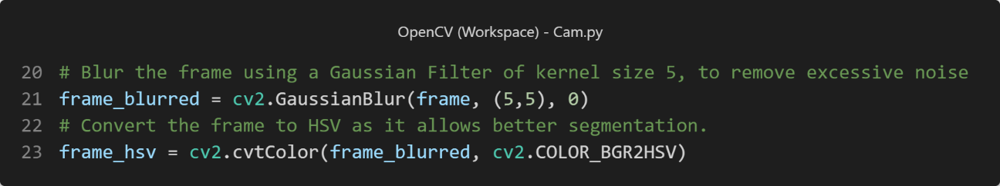 OpenCV (Workspace) - Cam.py
20 # Blur the frame using a Gaussian Filter of kernel size 5, to remove excessive noise
21 frame_blurred = cv2.GaussianBlur(frame, (5,5), 0)
22 # Convert the frame to HSV as it allows better segmentation.
23 frame_hsv = cv2.cvtColor(frame_blurred, cv2.COLOR_BGR2HSV)